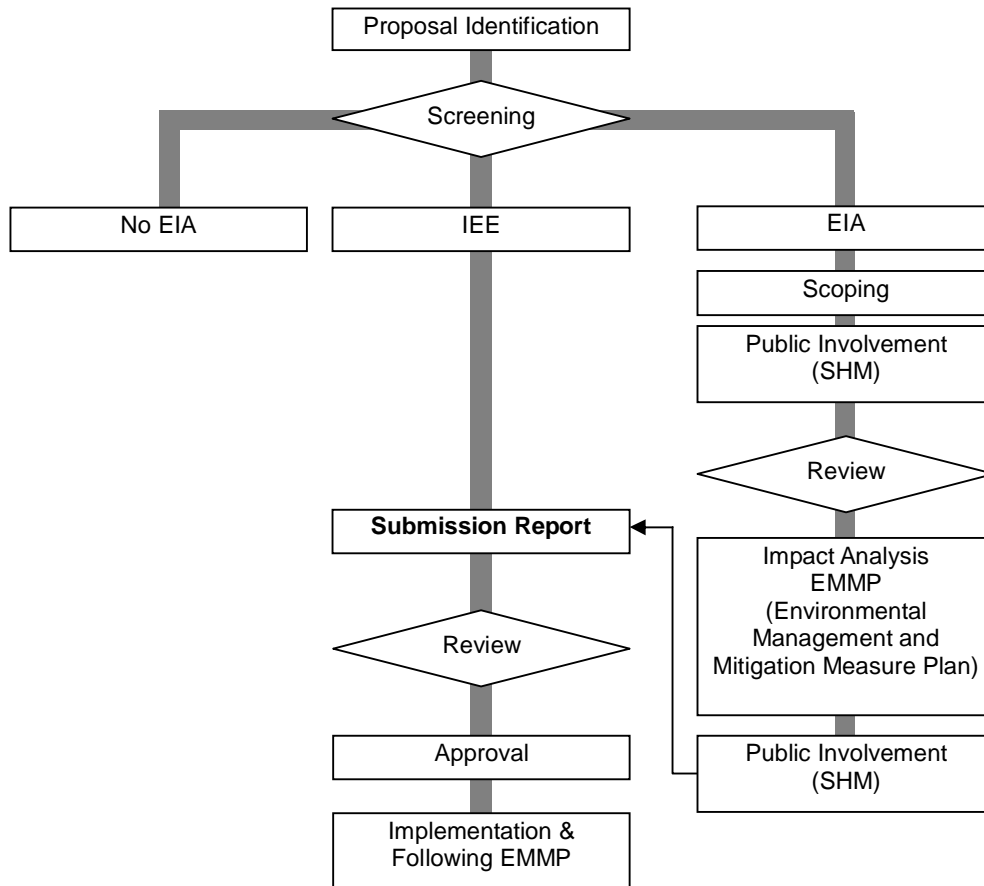 Proposal Identification
Screening
No EIA
IEE
EIA
Scoping
Public Involvement
(SHM)
Review
Submission Report
Impact Analysis
EMMP
(Environmental
Management and
Mitigation Measure Plan)
Review
Approval
Public Involvement
(SHM)
Implementation &
Following EMMP